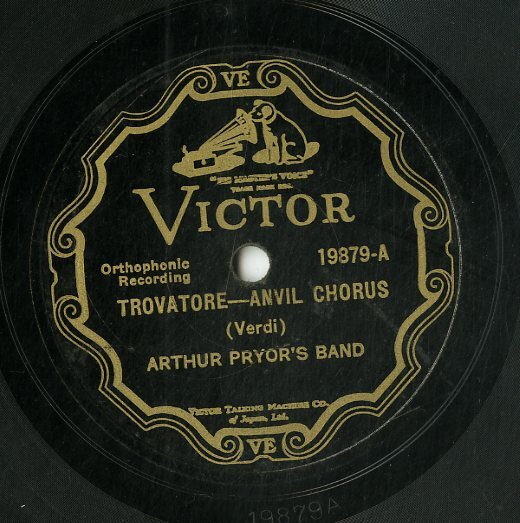 VE
"HIS MASTER'S VOICE"
TRADE MARK REG.
VICTOR
Orthophonic
Recording
19879-A
TROVATORE—ANVIL CHORUS
(Verdi)
ARTHUR PRYOR'S BAND
VICTOR TALKING MACHINE CO.
of Japan, Ltd.
VE
19879A